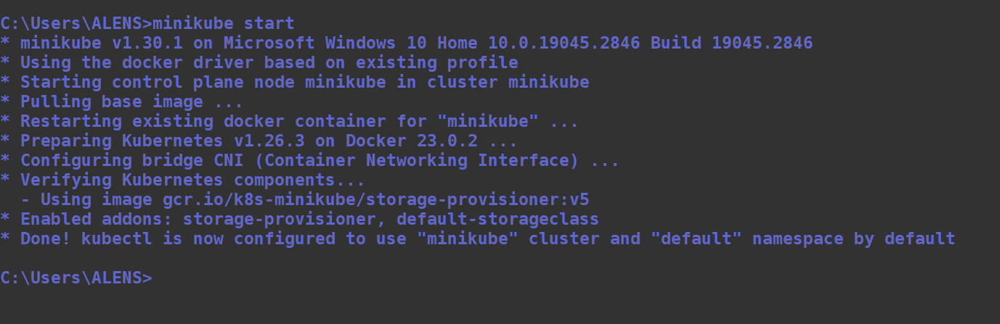 C:\Users\ALENS>minikube start
* minikube v1.30.1 on Microsoft Windows 10 Home 10.0.19045.2846 Build 19045.2846
* Using the docker driver based on existing profile
* Starting control plane node minikube in cluster minikube
* Pulling base image ...
* Restarting existing docker container for "minikube" ...
* Preparing Kubernetes v1.26.3 on Docker 23.0.2 ...
* Configuring bridge CNI (Container Networking Interface) ...
* Verifying Kubernetes components...
  - Using image gcr.io/k8s-minikube/storage-provisioner:v5
* Enabled addons: storage-provisioner, default-storageclass
* Done! kubectl is now configured to use "minikube" cluster and "default" namespace by default
C:\Users\ALENS>